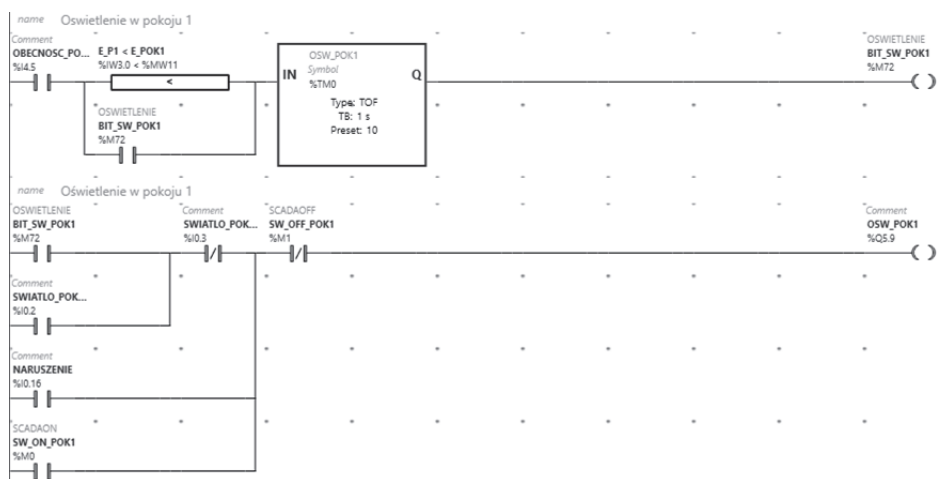 name Oswietlenie w pokoju 1
Comment
OBECNOSC_PO...
%I4.5
E_P1 < E_POK1
%IW3.0 < %MW11
<
OSWIETLENIE
BIT_SW_POK1
%M72
OSW_POK1
Symbol
%TM0
IN
Q
Type: TOF
TB: 1 s
Preset: 10
OSWIETLENIE
BIT_SW_POK1
%M72
name Oświetlenie w pokoju 1
OSWIETLENIE
BIT_SW_POK1
%M72
Comment
SWIATLO_POK...
%I0.3
SCADAOFF
SW_OFF_POK1
%M1
Comment
OSW_POK1
%Q5.9
Comment
SWIATLO_POK...
%I0.2
Comment
NARUSZENIE
%I0.16
SCADAON
SW_ON_POK1
%M0